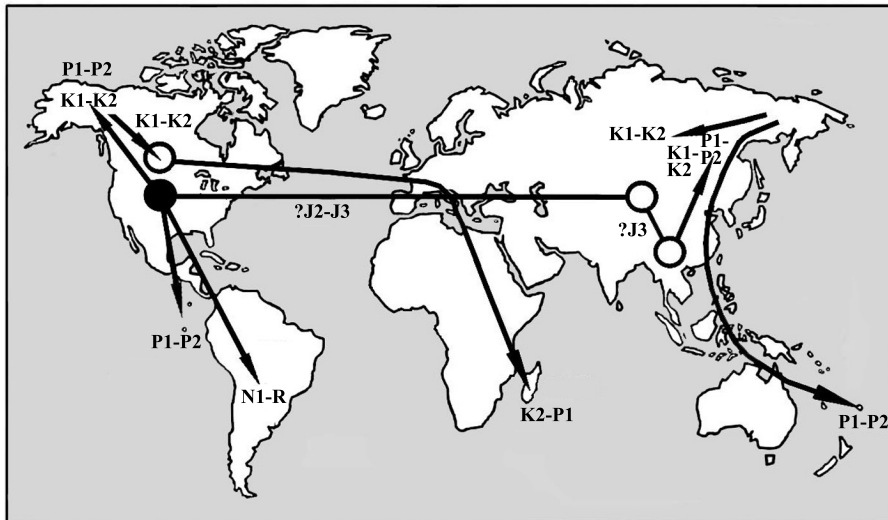 P1-P2
K1-K2
K1-K2
K1-K2
P1-
P2
K1-
K2
?J2-J3
?J3
P1-P2
N1-R
K2-P1
P1-P2